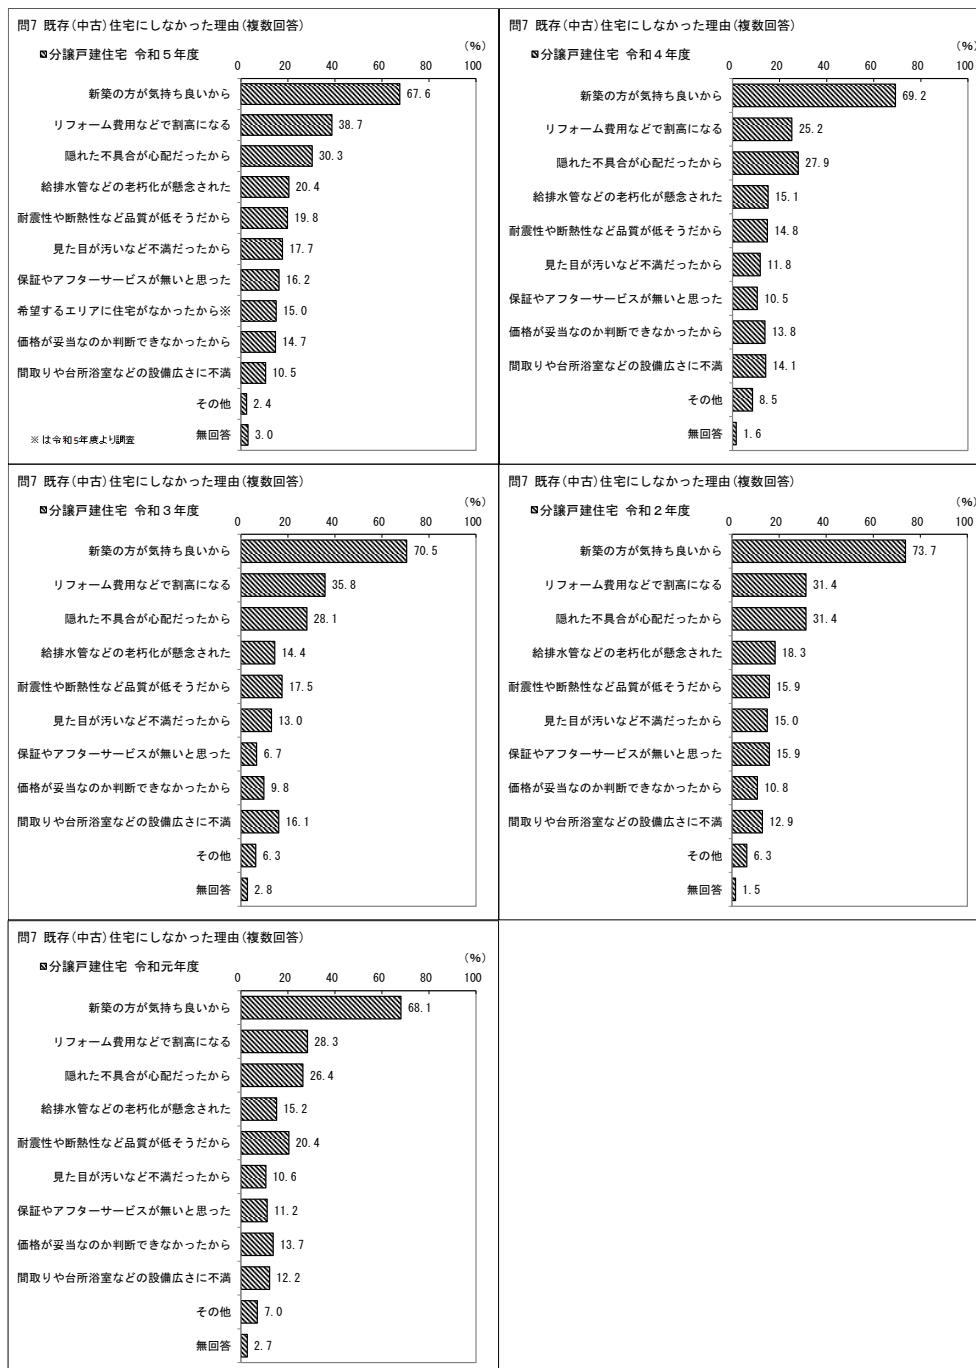 問7 既存(中古)住宅にしなかった理由(複数回答)
分譲戸建住宅 令和5年度
(%)
0 20 40 60 80 100
新築の方が気持ち良いから 67.6
リフォーム費用などで割高になる 38.7
隠れた不具合が心配だったから 30.3
給排水管などの老朽化が懸念された 20.4
耐震性や断熱性など品質が低そうだから 19.8
見た目が汚いなど不満だったから 17.7
保証やアフターサービスが無いと思った 16.2
希望するエリアに住宅がなかったから※ 15.0
価格が妥当なのか判断できなかったから 14.7
間取りや台所浴室などの設備広さに不満 10.5
その他 2.4
無回答 3.0
※は令和5年度より調査
問7 既存(中古)住宅にしなかった理由(複数回答)
分譲戸建住宅 令和4年度
(%)
0 20 40 60 80 100
新築の方が気持ち良いから 69.2
リフォーム費用などで割高になる 25.2
隠れた不具合が心配だったから 27.9
給排水管などの老朽化が懸念された 15.1
耐震性や断熱性など品質が低そうだから 14.8
見た目が汚いなど不満だったから 11.8
保証やアフターサービスが無いと思った 10.5
価格が妥当なのか判断できなかったから 13.8
間取りや台所浴室などの設備広さに不満 14.1
その他 8.5
無回答 1.6
問7 既存(中古)住宅にしなかった理由(複数回答)
分譲戸建住宅 令和3年度
(%)
0 20 40 60 80 100
新築の方が気持ち良いから 70.5
リフォーム費用などで割高になる 35.8
隠れた不具合が心配だったから 28.1
給排水管などの老朽化が懸念された 14.4
耐震性や断熱性など品質が低そうだから 17.5
見た目が汚いなど不満だったから 13.0
保証やアフターサービスが無いと思った 6.7
価格が妥当なのか判断できなかったから 9.8
間取りや台所浴室などの設備広さに不満 16.1
その他 6.3
無回答 2.8
問7 既存(中古)住宅にしなかった理由(複数回答)
分譲戸建住宅 令和2年度
(%)
0 20 40 60 80 100
新築の方が気持ち良いから 73.7
リフォーム費用などで割高になる 31.4
隠れた不具合が心配だったから 31.4
給排水管などの老朽化が懸念された 18.3
耐震性や断熱性など品質が低そうだから 15.9
見た目が汚いなど不満だったから 15.0
保証やアフターサービスが無いと思った 15.9
価格が妥当なのか判断できなかったから 10.8
間取りや台所浴室などの設備広さに不満 12.9
その他 6.3
無回答 1.5
問7 既存(中古)住宅にしなかった理由(複数回答)
分譲戸建住宅 令和元年度
(%)
0 20 40 60 80 100
新築の方が気持ち良いから 68.1
リフォーム費用などで割高になる 28.3
隠れた不具合が心配だったから 26.4
給排水管などの老朽化が懸念された 15.2
耐震性や断熱性など品質が低そうだから 20.4
見た目が汚いなど不満だったから 10.6
保証やアフターサービスが無いと思った 11.2
価格が妥当なのか判断できなかったから 13.7
間取りや台所浴室などの設備広さに不満 12.2
その他 7.0
無回答 2.7